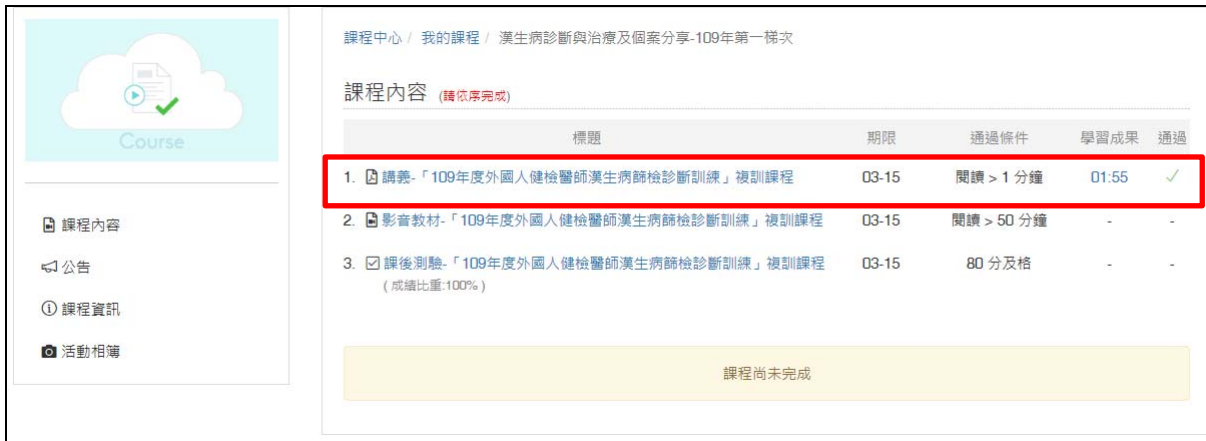 Course
課程內容
公告
課程資訊
活動相簿
課程中心 / 我的課程 / 漢生病診斷與治療及個案分享-109年第一梯次
課程內容 (請依序完成)
標題 期限 通過條件 學習成果 通過
1. 講義-「109年度外國人健檢醫師漢生病篩檢診斷訓練」複訓課程 03-15 閱讀 > 1 分鐘 01:55 ✓
2. 影音教材-「109年度外國人健檢醫師漢生病篩檢診斷訓練」複訓課程 03-15 閱讀 > 50 分鐘 - -
3. 課後測驗-「109年度外國人健檢醫師漢生病篩檢診斷訓練」複訓課程 03-15 80 分及格 - -
(成績比重:100%)
課程尚未完成